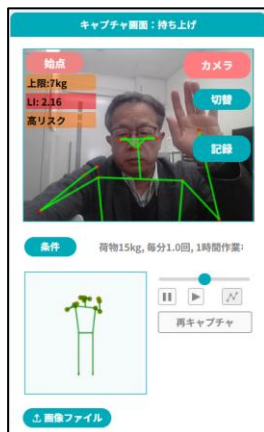 キャプチャ画面：持ち上げ
始点
カメラ
上限:7kg
LI: 2.16
切替
高リスク
記録
条件
荷物15kg, 毎分1.0回, 1時間作業
再キャプチャ
画像ファイル